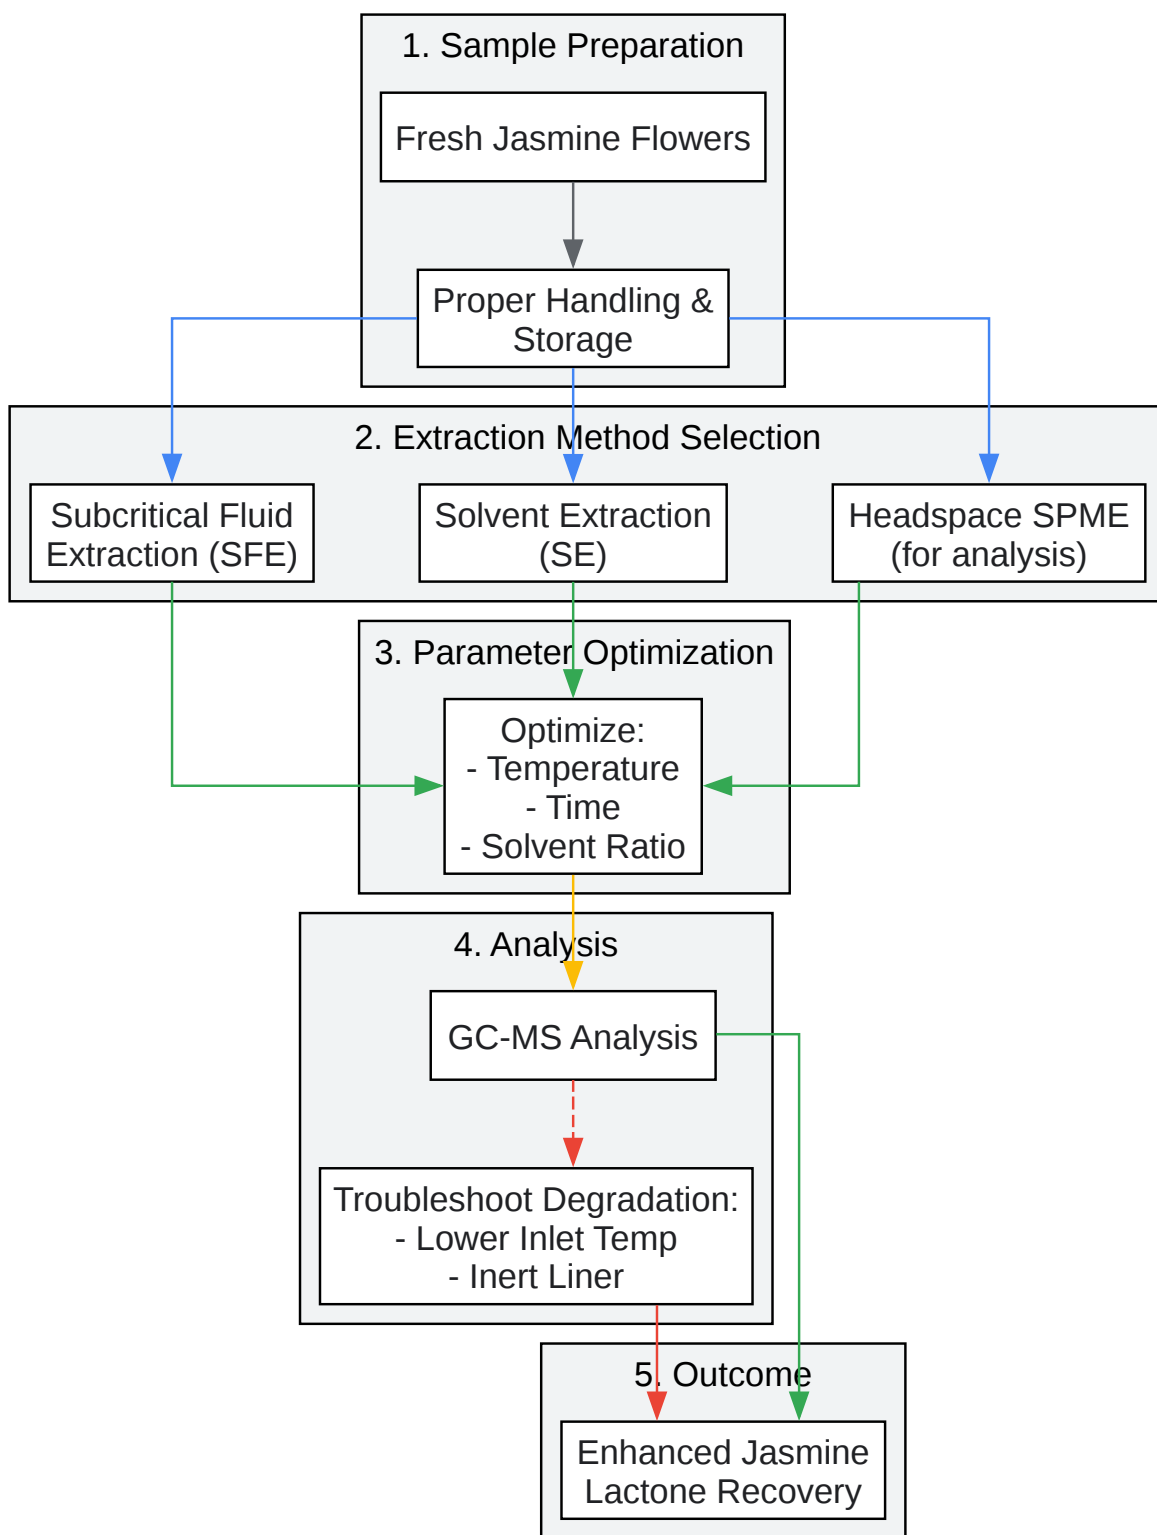 1. Sample Preparation
Fresh Jasmine Flowers
Proper Handling &
Storage
2. Extraction Method Selection
Subcritical Fluid
Extraction (SFE)
Solvent Extraction
(SE)
Headspace SPME
(for analysis)
3. Parameter Optimization
Optimize:
- Temperature
- Time
- Solvent Ratio
4. Analysis
GC-MS Analysis
Troubleshoot Degradation:
- Lower Inlet Temp
- Inert Liner
5. Outcome
Enhanced Jasmine
Lactone Recovery